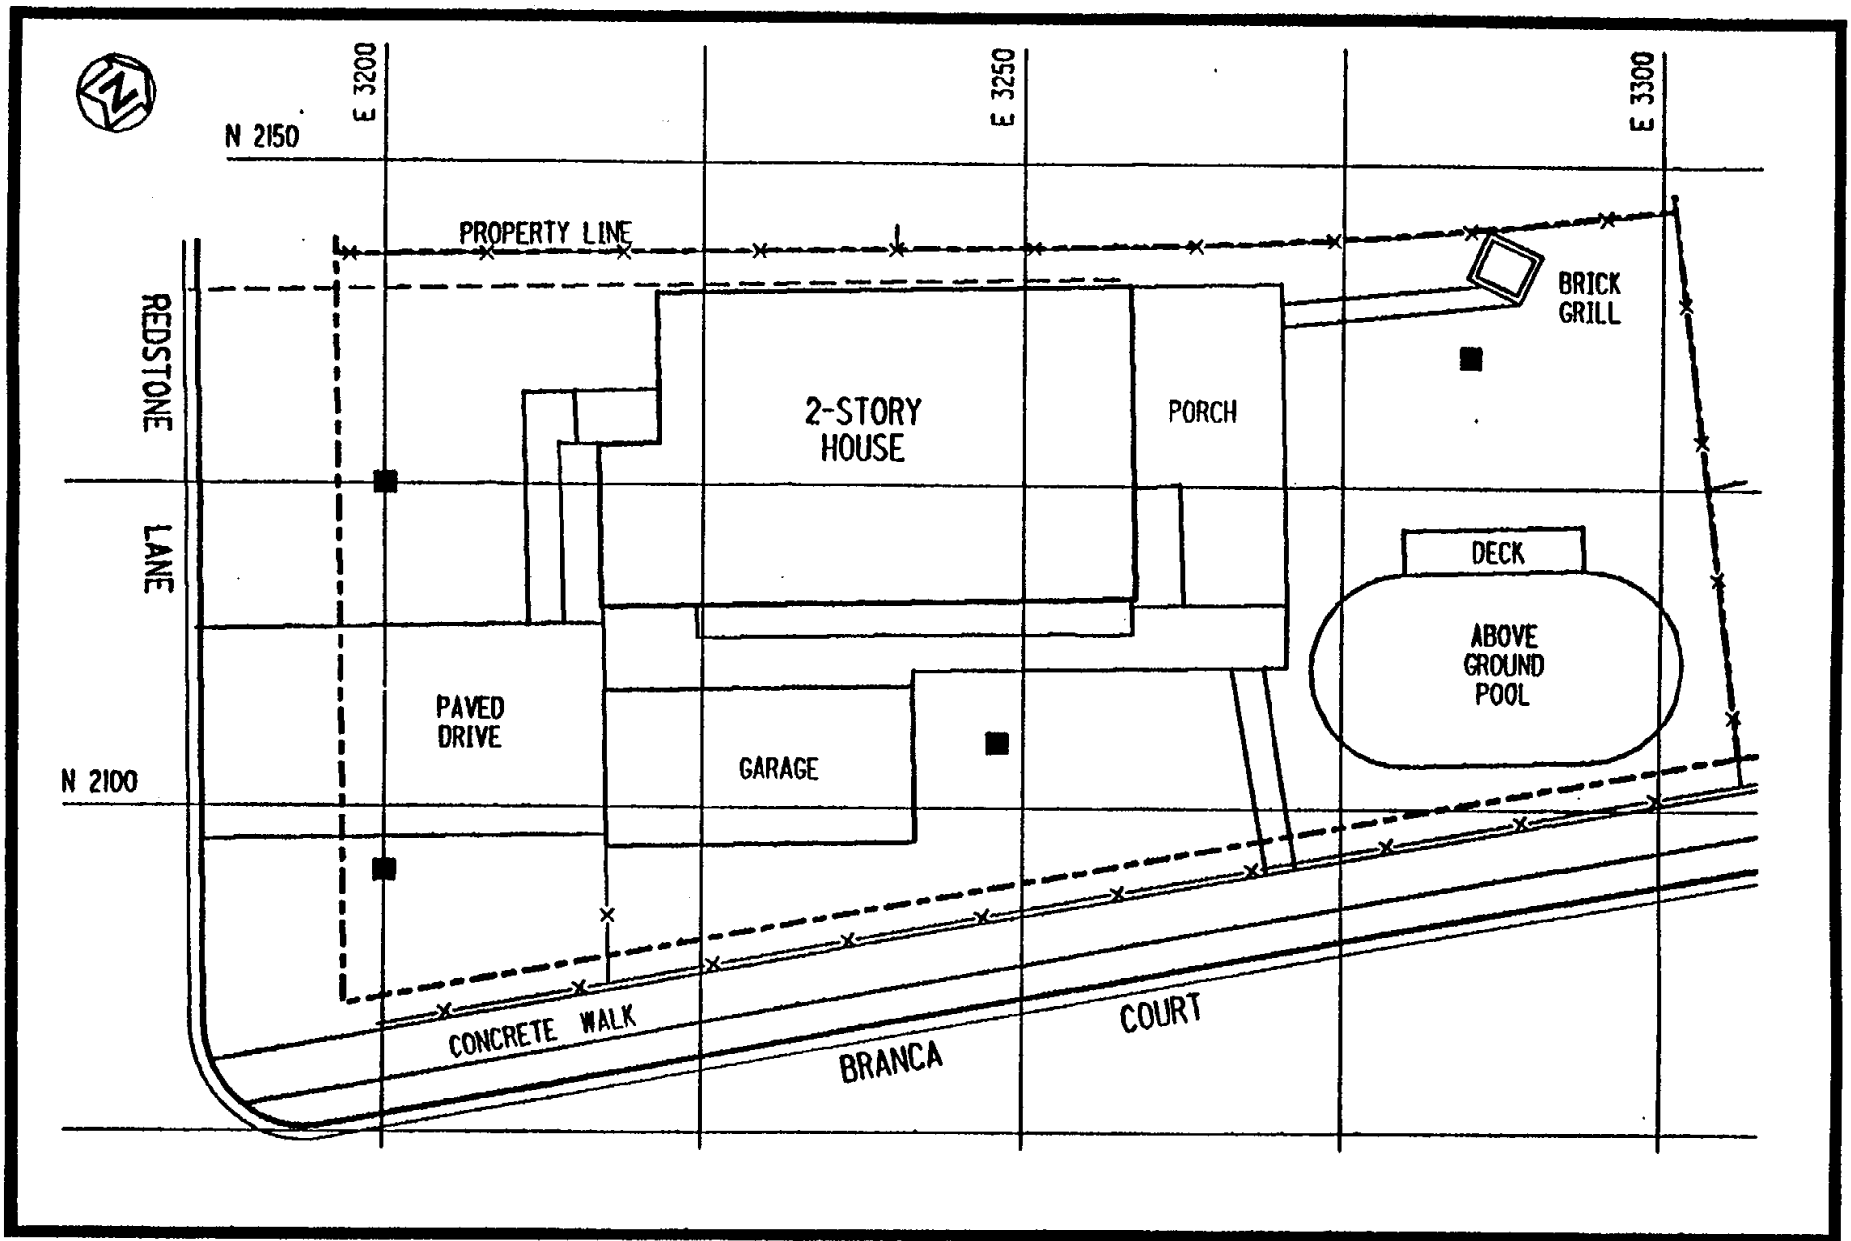 N
E 3200
E 3250
E 3300
N 2150
PROPERTY LINE
REDSTONE
LANE
BRICK
GRILL
2-STORY
HOUSE
PORCH
DECK
ABOVE
GROUND
POOL
PAVED
DRIVE
GARAGE
N 2100
CONCRETE WALK
BRANCA
COURT